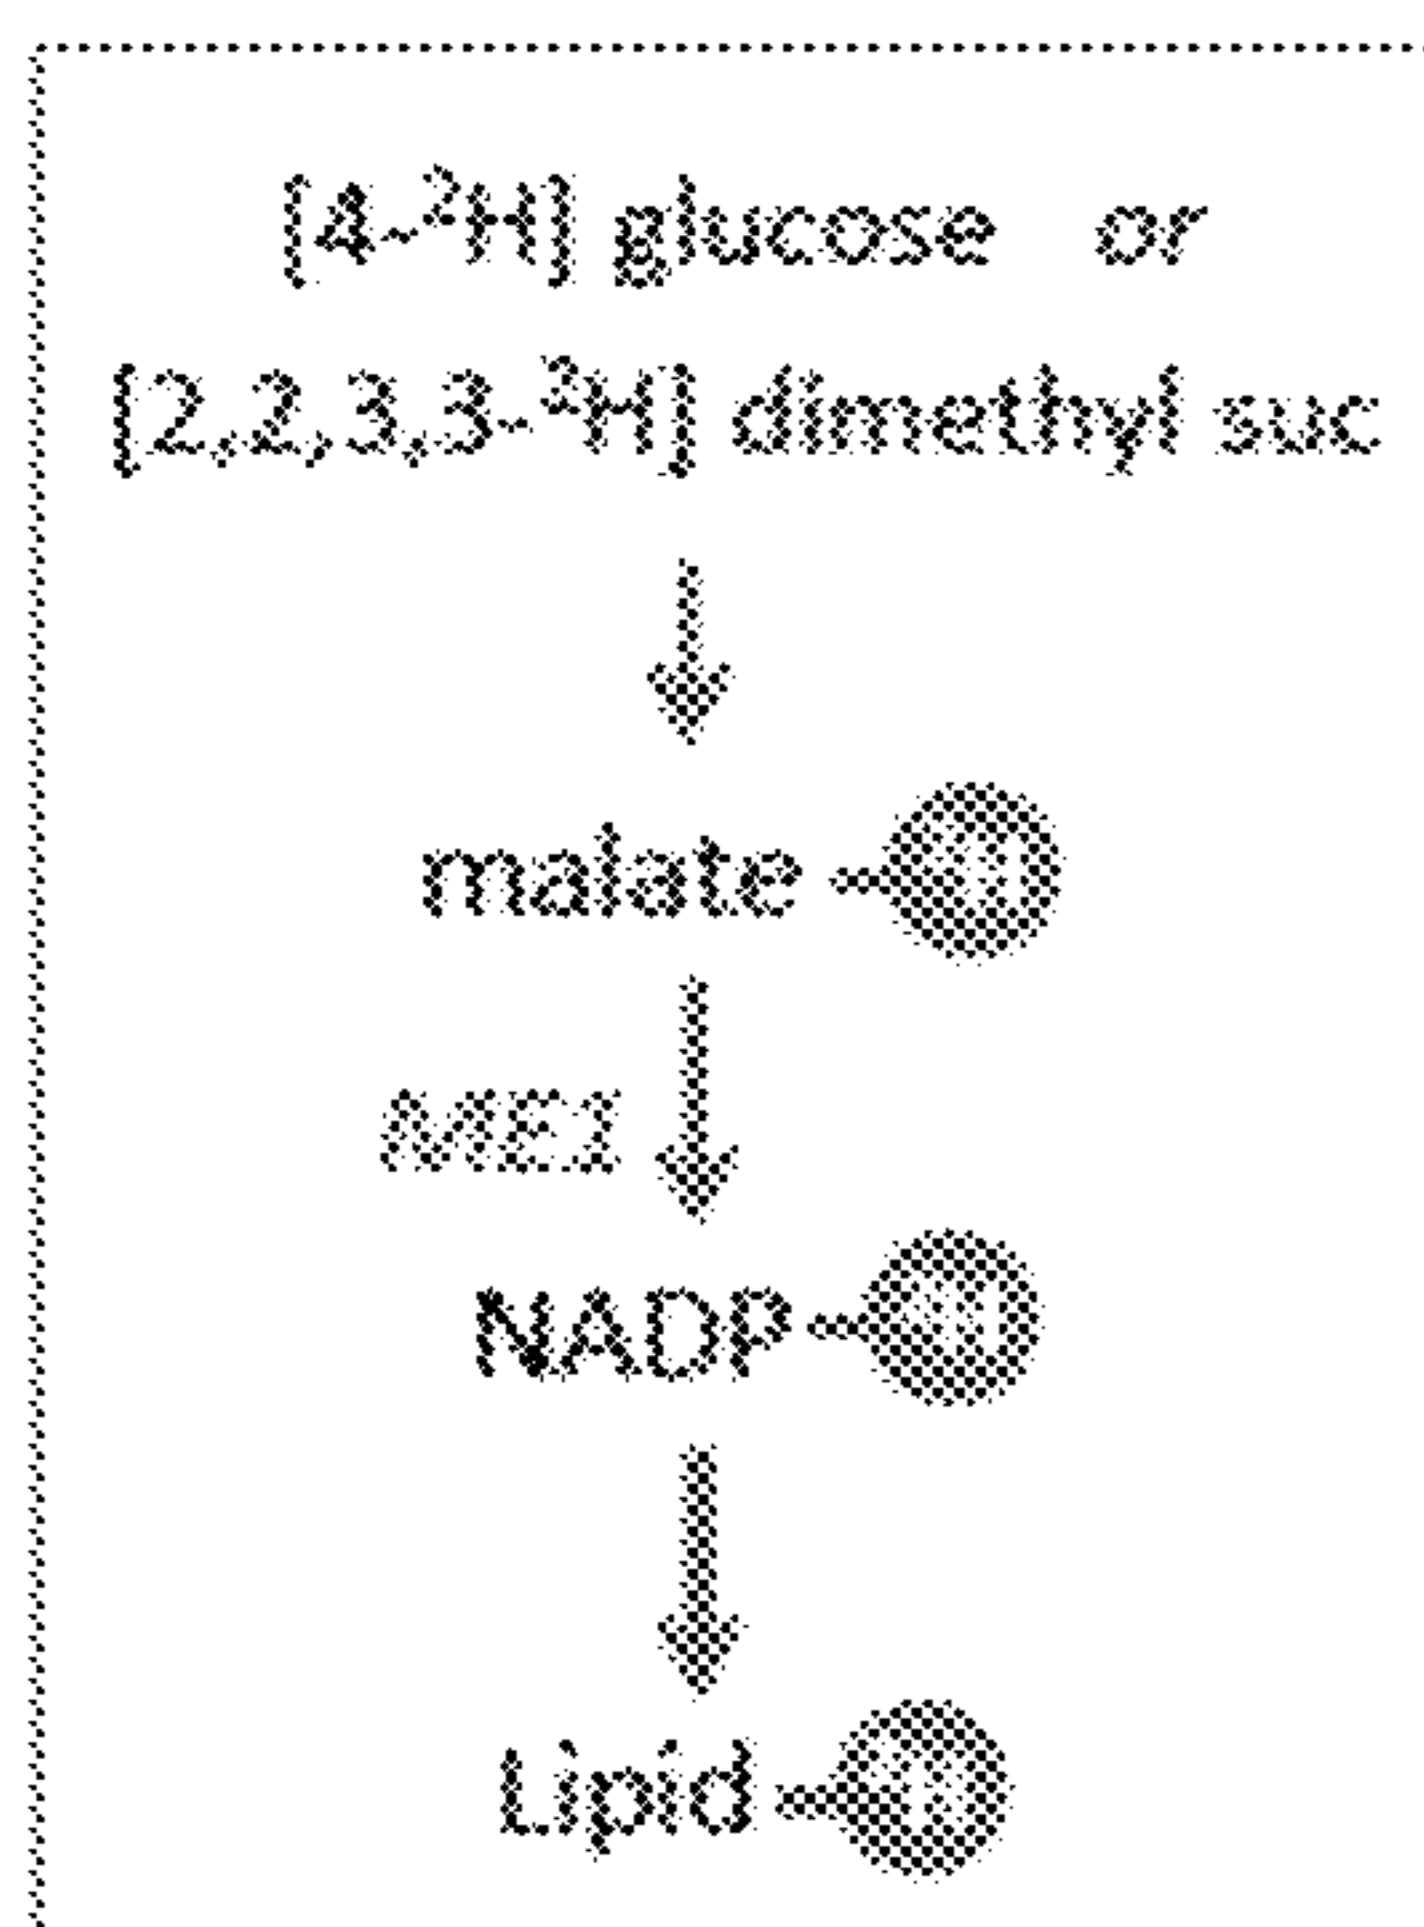 [4-²H] glucose or
[2,2,3,3-²H] dimethyl suc
malate
ME1
NADP
Lipid